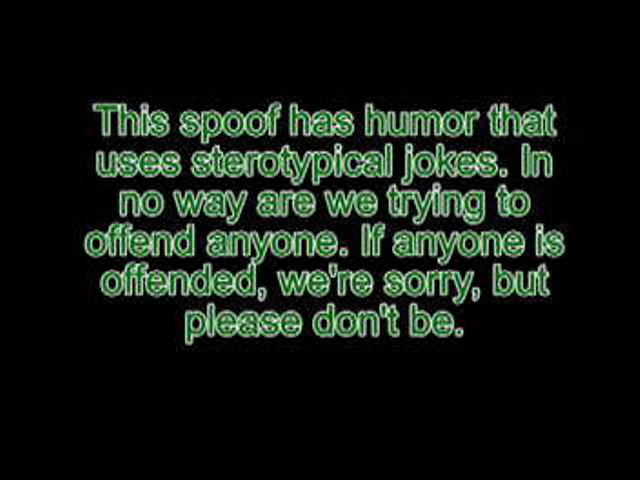 This spoof has humor that
uses sterotypical jokes. In
no way are we trying to
offend anyone. If anyone is
offended, we're sorry, but
please don't be.